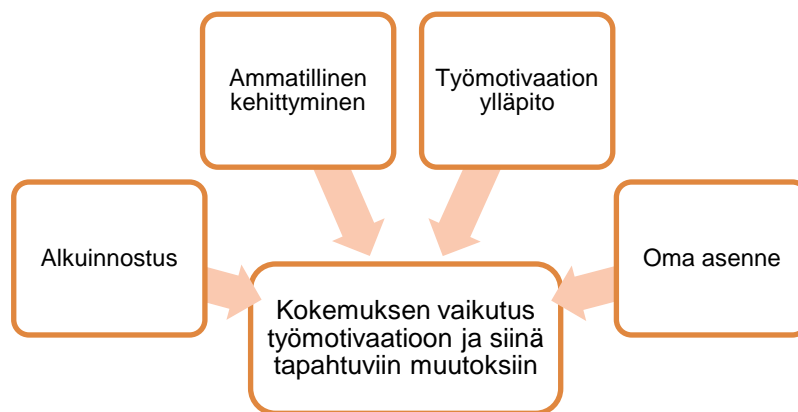 Ammatillinen
kehittyminen
Työmotivaation
ylläpito
Alkuinnostus
Oma asenne
Kokemuksen vaikutus
työmotivaatioon ja siinä
tapahtuviin muutoksiin